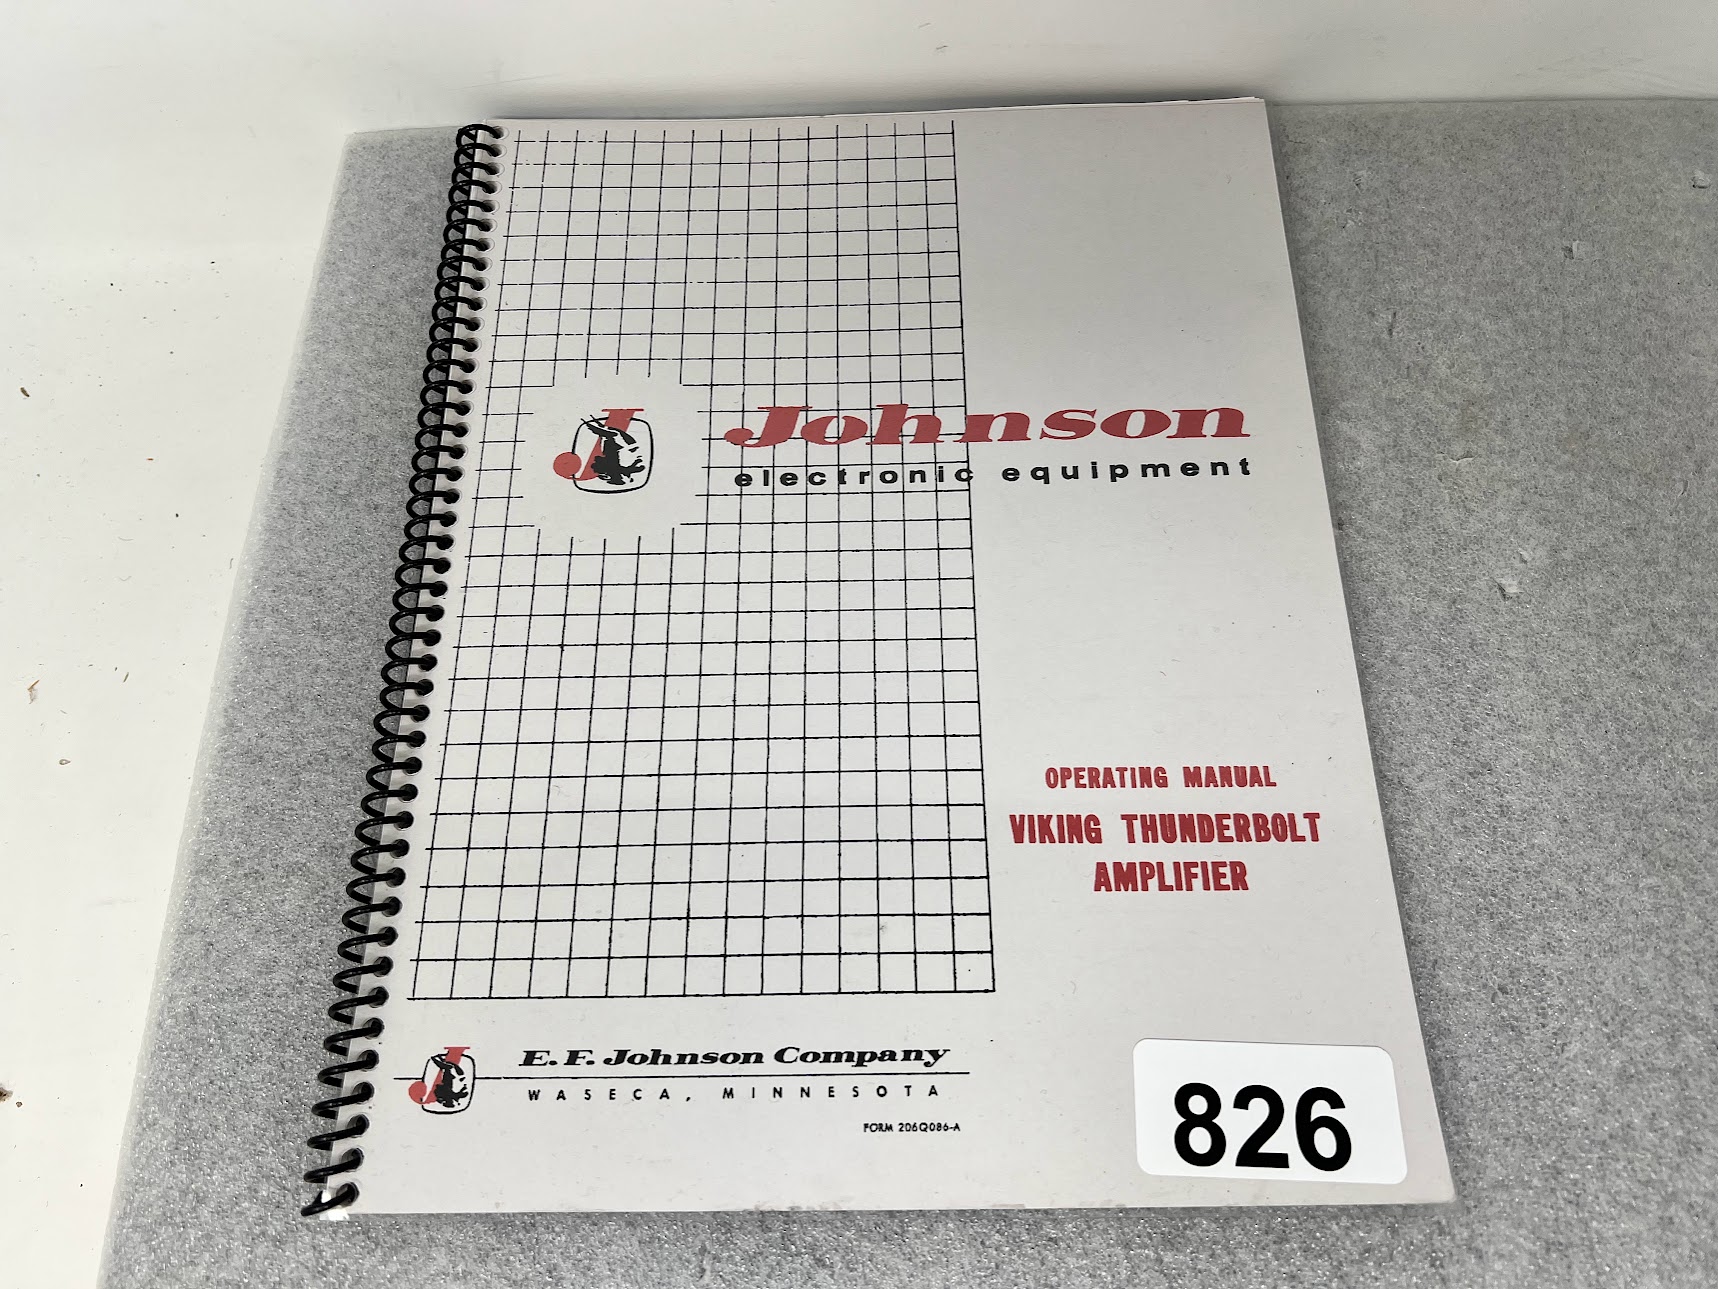 J
Johnson
electronic equipment
OPERATING MANUAL
VIKING THUNDERBOLT
AMPLIFIER
J
E. F. Johnson Company
WASECA, MINNESOTA
FORM 206Q086-A
826